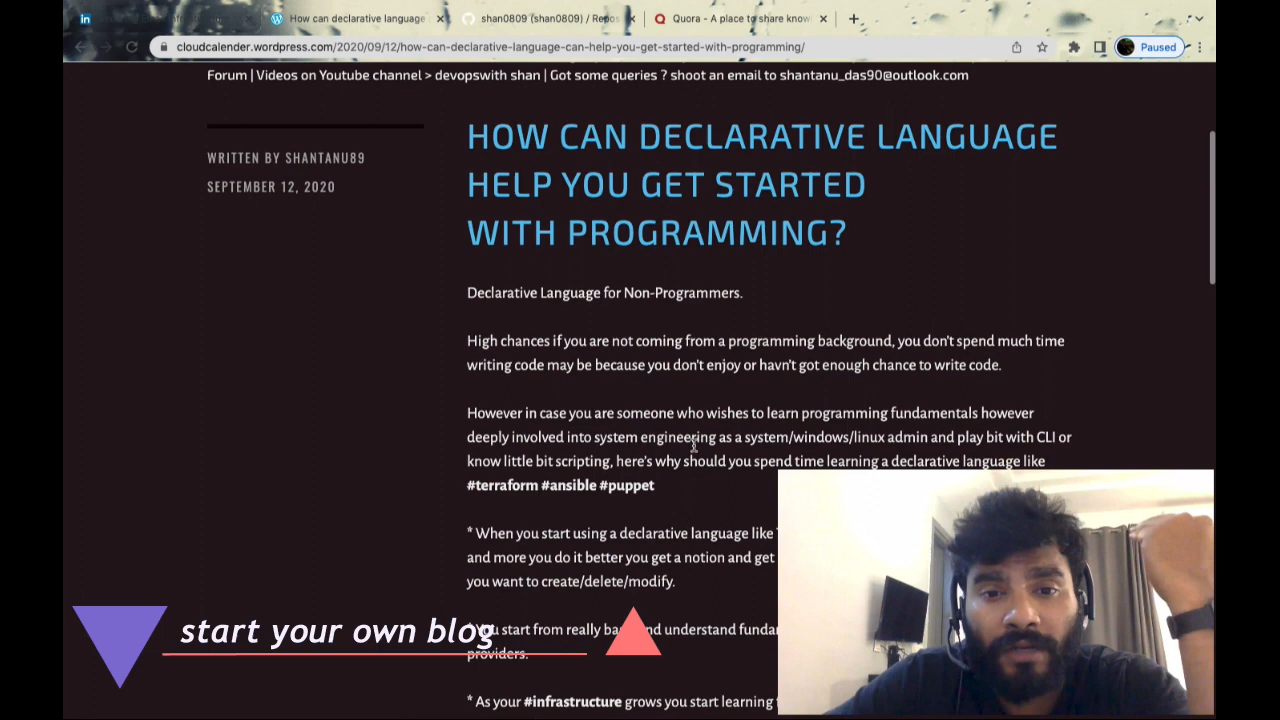 How can declarative language
shan0809 (shan0809) / Repos
Quora - A place to share know
cloudcalender.wordpress.com/2020/09/12/how-can-declarative-language-can-help-you-get-started-with-programming/
Paused
Forum | Videos on Youtube channel > devopswith shan | Got some queries ? shoot an email to shantanu_das90@outlook.com
WRITTEN BY SHANTANU89
SEPTEMBER 12, 2020
HOW CAN DECLARATIVE LANGUAGE
HELP YOU GET STARTED
WITH PROGRAMMING?
Declarative Language for Non-Programmers.
High chances if you are not coming from a programming background, you don't spend much time
writing code may be because you don't enjoy or havn't got enough chance to write code.
However in case you are someone who wishes to learn programming fundamentals however
deeply involved into system engineering as a system/windows/linux admin and play bit with CLI or
know little bit scripting, here's why should you spend time learning a declarative language like
#terraform #ansible #puppet
* When you start using a declarative language like
and more you do it better you get a notion and get
you want to create/delete/modify.
start your own blog
start from really nd understand
providers.
* As your #infrastructure grows you start learning